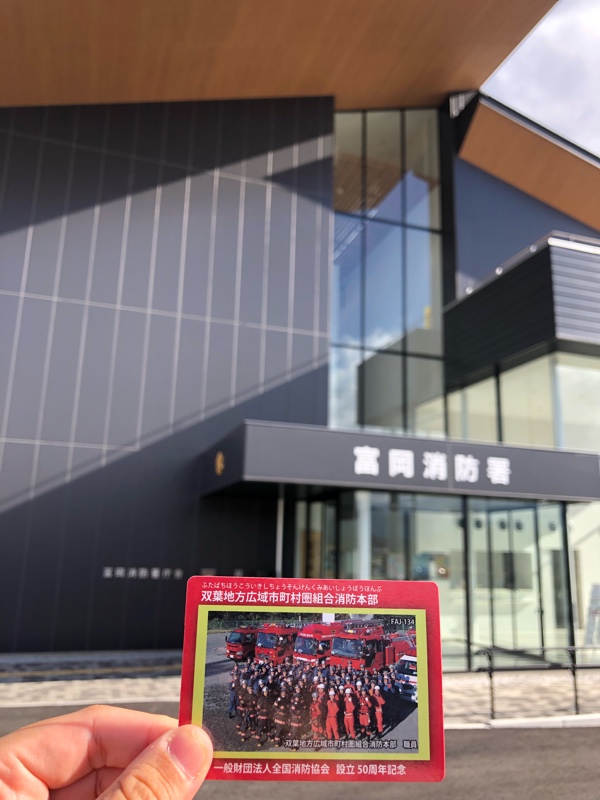 富岡消防署
富岡消防署庁舎
ふたばちほうこういきしちょうそんけんくみあいしょうぼうほんぶ
双葉地方広域市町村圏組合消防本部
FAJ-134
双葉地方広域市町村圏組合消防本部 職員
一般財団法人全国消防協会 設立50周年記念